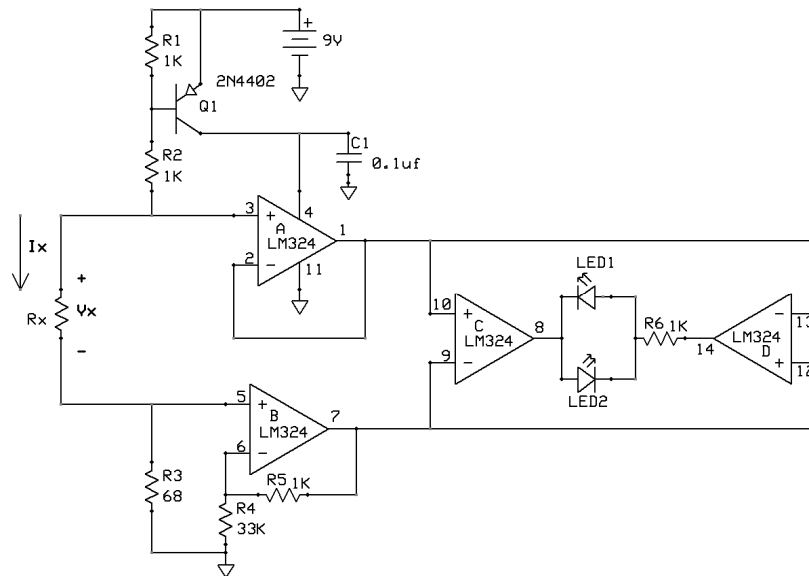 R1
1K
+
9V
2N4402
Q1
C1
0.1uf
R2
1K
3
+
4
1
A
LM324
2
−
11
Ix
+
Rx
Vx
−
LED1
10
+
C
LM324
8
9
−
R6
1K
14
LM324
D
−
13
+
12
LED2
5
+
7
B
LM324
6
−
R3
68
R5
1K
R4
33K